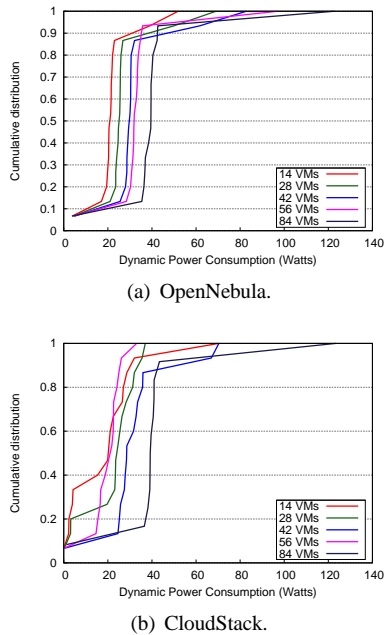 1
0.9
0.8
0.7
0.6
0.5
0.4
0.3
0.2
0.1
0
Cumulative distribution
14 VMs
28 VMs
42 VMs
56 VMs
84 VMs
0 20 40 60 80 100 120 140
Dynamic Power Consumption (Watts)
(a) OpenNebula.
1
0.8
0.6
0.4
0.2
0
Cumulative distribution
14 VMs
28 VMs
42 VMs
56 VMs
84 VMs
0 20 40 60 80 100 120 140
Dynamic Power Consumption (Watts)
(b) CloudStack.